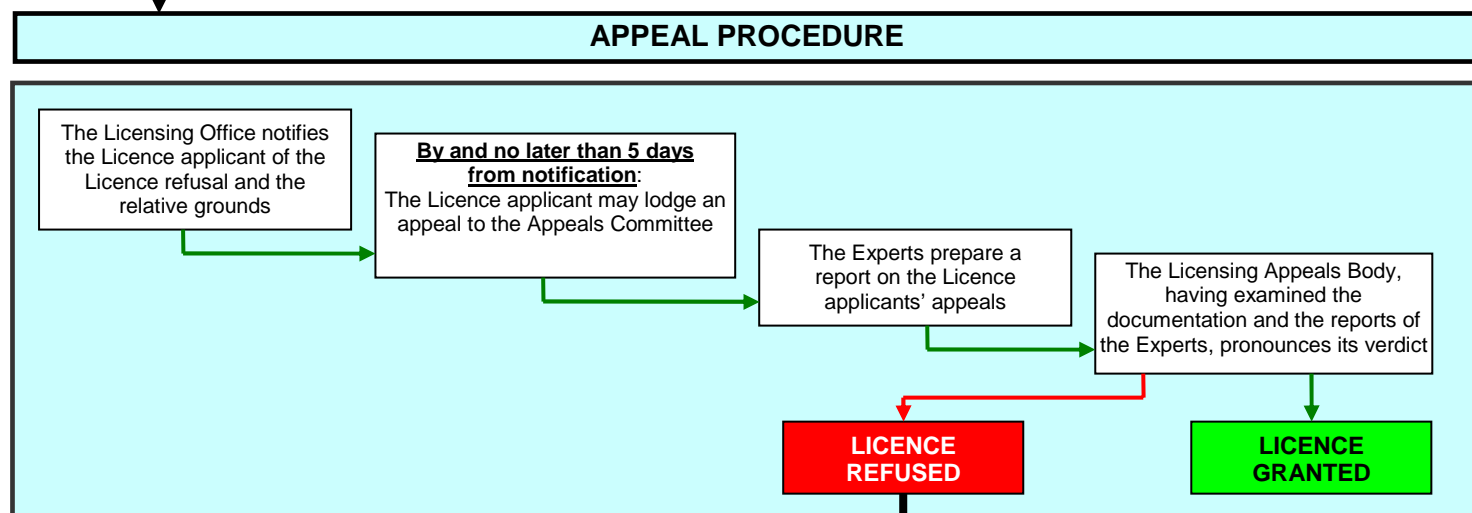 APPEAL PROCEDURE
The Licensing Office notifies
the Licence applicant of the
Licence refusal and the
relative grounds
By and no later than 5 days
from notification:
The Licence applicant may lodge an
appeal to the Appeals Committee
The Experts prepare a
report on the Licence
applicants’ appeals
The Licensing Appeals Body,
having examined the
documentation and the reports of
the Experts, pronounces its verdict
LICENCE
REFUSED
LICENCE
GRANTED